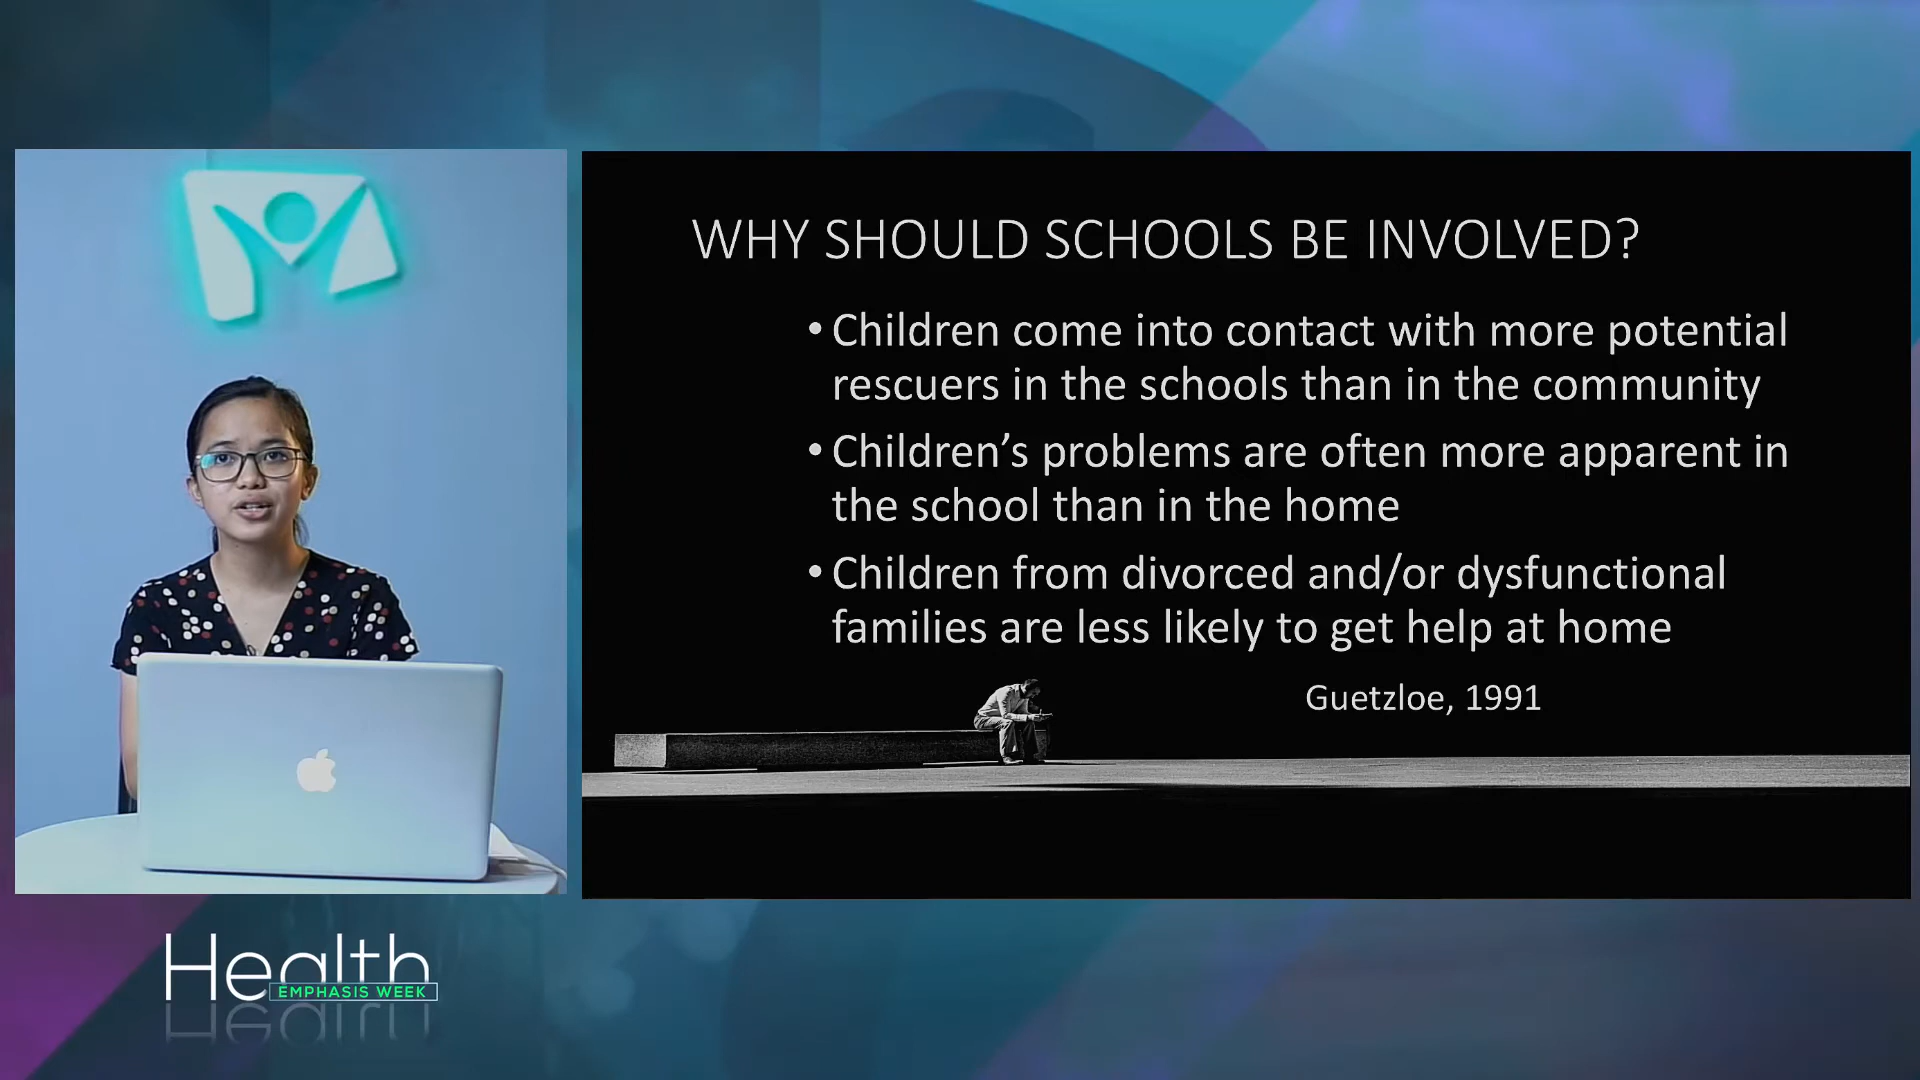 WHY SHOULD SCHOOLS BE INVOLVED?
• Children come into contact with more potential
rescuers in the schools than in the community
• Children’s problems are often more apparent in
the school than in the home
• Children from divorced and/or dysfunctional
families are less likely to get help at home
Guetzloe, 1991
Health
EMPHASIS WEEK